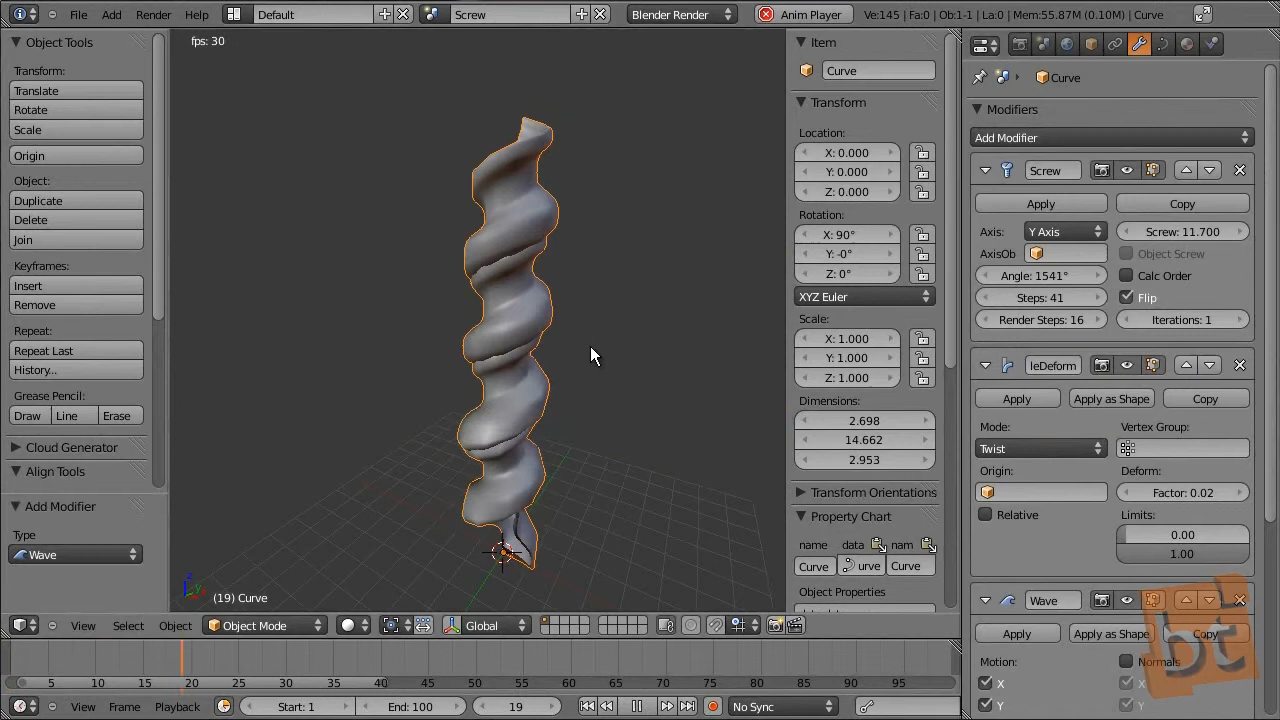 File Add Render Help Default Screw Blender Render Anim Player Ve:145 | Fa:0 | Ob:1-1 | La:0 | Mem:55.87M (0.10M) | Curve
Object Tools
Transform:
Translate
Rotate
Scale
Origin
Object:
Duplicate
Delete
Join
Keyframes:
Insert
Remove
Repeat:
Repeat Last
History...
Grease Pencil:
Draw Line Erase
Cloud Generator
Align Tools
Add Modifier
Type
Wave
fps: 30
(19) Curve
Item
Curve
Transform
Location:
X: 0.000
Y: 0.000
Z: 0.000
Rotation:
X: 90°
Y: -0°
Z: 0°
XYZ Euler
Scale:
X: 1.000
Y: 1.000
Z: 1.000
Dimensions:
2.698
14.662
2.953
Transform Orientations
Property Chart
name data nam
Curve urve Curve
Object Properties
Curve
Modifiers
Add Modifier
Screw
Apply Copy
Axis: Y Axis Screw: 11.700
AxisOb Object Screw
Angle: 1541° Calc Order
Steps: 41 Flip
Render Steps: 16 Iterations: 1
leDeform
Apply Apply as Shape Copy
Mode: Vertex Group:
Twist
Origin: Deform:
Factor: 0.02
Relative Limits:
0.00
1.00
Wave
Apply Apply as Shape Copy
Motion: Normals
X X
Y Y
bt
View Select Object Object Mode Global
5 10 15 20 25 30 35 40 45 50 55 60 65 70 75 80 85 90 95
View Frame Playback Start: 1 End: 100 19 No Sync